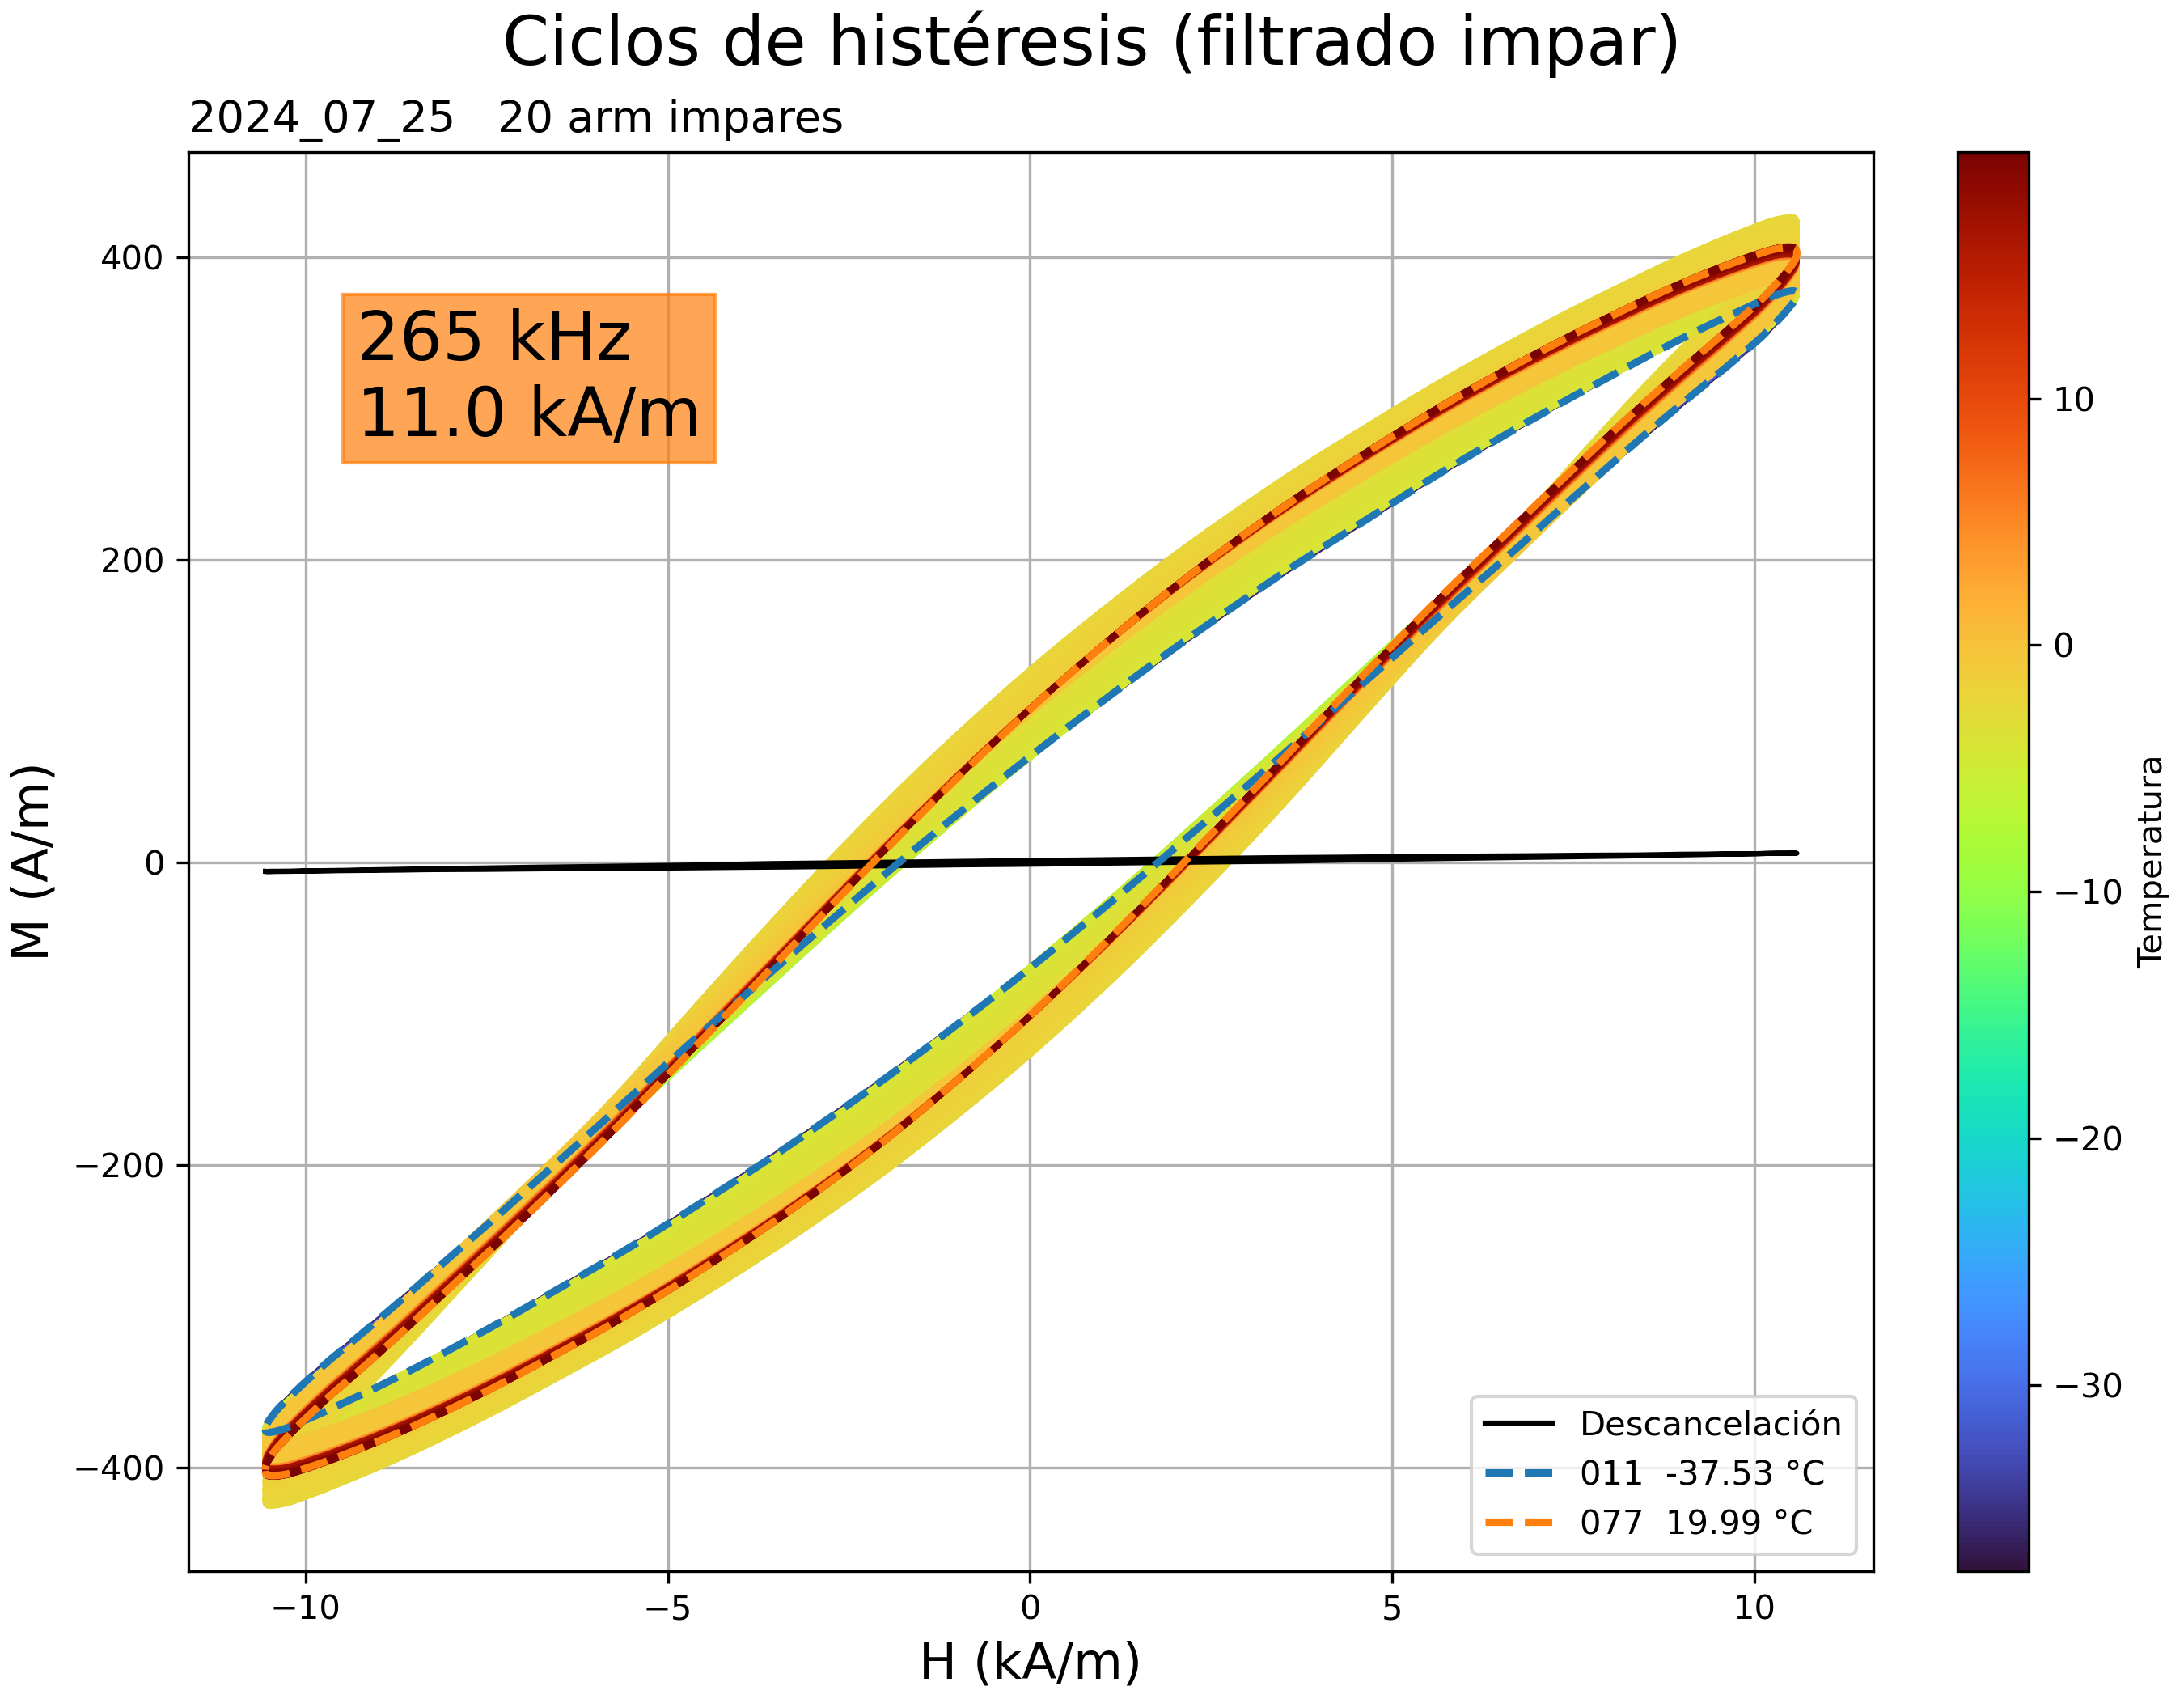 Ciclos de histéresis (filtrado impar)
2024_07_25   20 arm impares
265 kHz
11.0 kA/m
M (A/m)
400
200
0
−200
−400
−10
−5
0
5
10
H (kA/m)
Descancelación
011  -37.53 °C
077  19.99 °C
10
0
−10
−20
−30
Temperatura